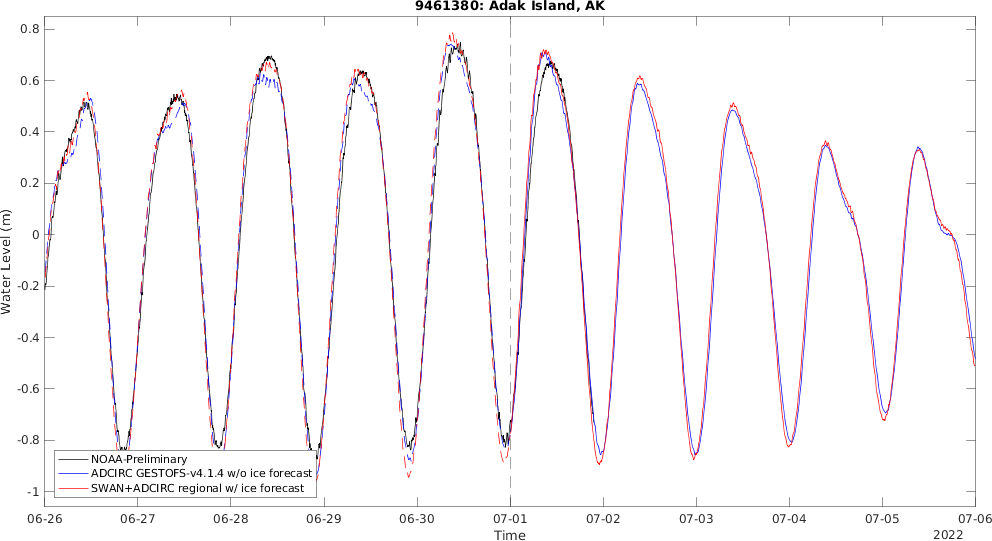 9461380: Adak Island, AK
0.8
0.6
0.4
0.2
0
-0.2
-0.4
-0.6
-0.8
-1
Water Level (m)
NOAA-Preliminary
ADCIRC GESTOFS-v4.1.4 w/o ice forecast
SWAN+ADCIRC regional w/ ice forecast
06-26 06-27 06-28 06-29 06-30 07-01 07-02 07-03 07-04 07-05 07-06
Time
2022